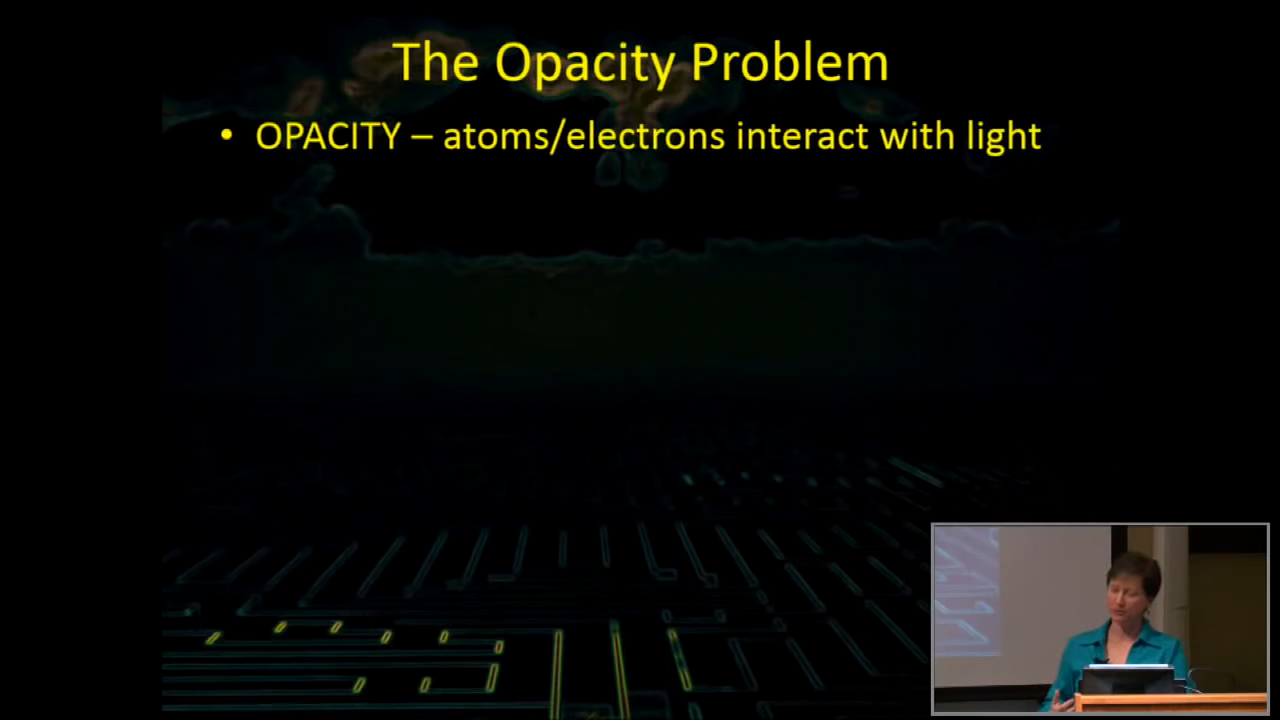 The Opacity Problem
• OPACITY – atoms/electrons interact with light